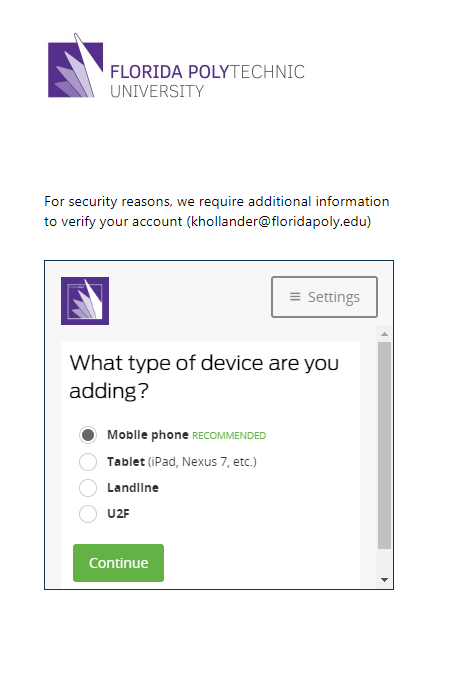 FLORIDA POLYTECHNIC
UNIVERSITY
For security reasons, we require additional information
to verify your account (khollander@floridapoly.edu)
≡ Settings
What type of device are you
adding?
Mobile phone RECOMMENDED
Tablet (iPad, Nexus 7, etc.)
Landline
U2F
Continue